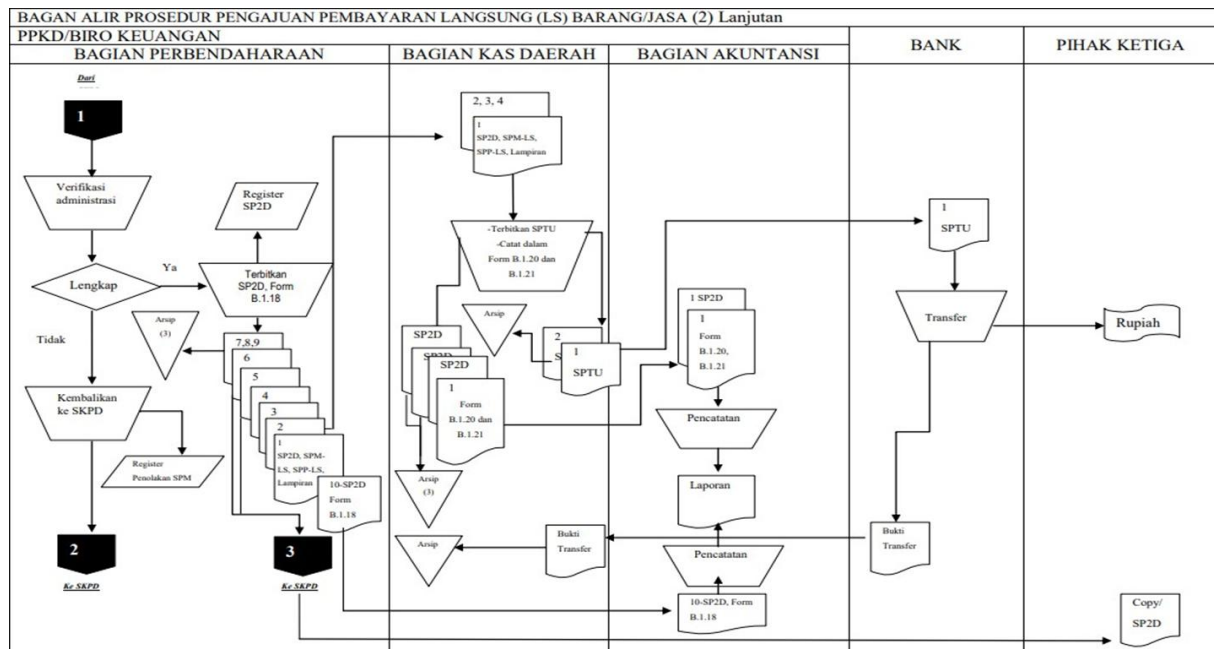 BAGAN ALIR PROSEDUR PENGAJUAN PEMBAYARAN LANGSUNG (LS) BARANG/JASA (2) Lanjutan
PPKD/BIRO KEUANGAN
BAGIAN PERBENDAHARAAN
BAGIAN KAS DAERAH
BAGIAN AKUNTANSI
BANK
PIHAK KETIGA
Dari
1
Verifikasi
administrasi
Lengkap
Ya
Tidak
Register
SP2D
Terbitkan
SP2D, Form
B.1.18
Arsip
(3)
Kembalikan
ke SKPD
Register
Penolakan SPM
2
Ke SKPD
7,8,9
6
5
4
3
2
1
SP2D, SPM-
LS, SPP-LS,
Lampiran
10-SP2D
Form
B.1.18
3
Ke SKPD
2, 3, 4
1
SP2D, SPM-LS,
SPP-LS, Lampiran
-Terbitkan SPTU
-Catat dalam
Form B.1.20 dan
B.1.21
Arsip
2
1
SPTU
SP2D
SP2D
SP2D
1
Form
B.1.20 dan
B.1.21
Arsip
(3)
Arsip
Bukti
Transfer
1 SP2D
1
Form
B.1.20,
B.1.21
Pencatatan
Laporan
Pencatatan
10-SP2D, Form
B.1.18
1
SPTU
Transfer
Bukti
Transfer
Rupiah
Copy/
SP2D